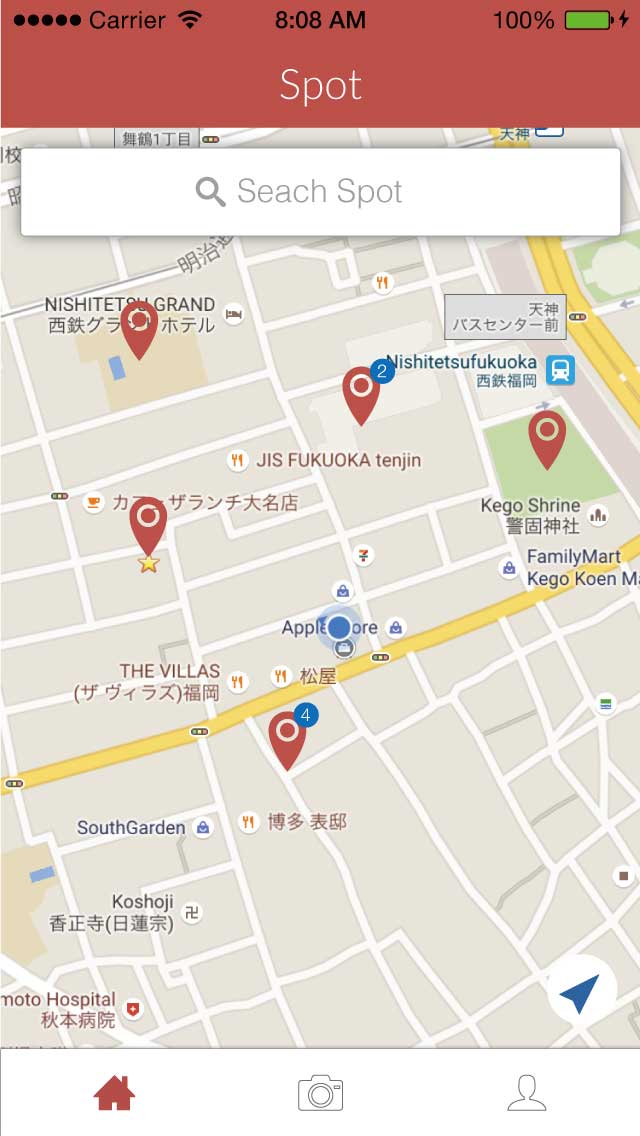 Carrier
8:08 AM
100%
Spot
舞鶴1丁目
天神
Seach Spot
明治通
天神
バスセンター前
NISHITETSU GRAND
西鉄グランドホテル
2
Nishitetsufukuoka
西鉄福岡
JIS FUKUOKA tenjin
カフェ・ザランチ大名店
Kego Shrine
警固神社
FamilyMart
Kego Koen Ma
Apple Store
THE VILLAS
(ザ ヴィラズ)福岡
松屋
4
SouthGarden
博多 表邸
Koshoji
香正寺(日蓮宗)
moto Hospital
秋本病院